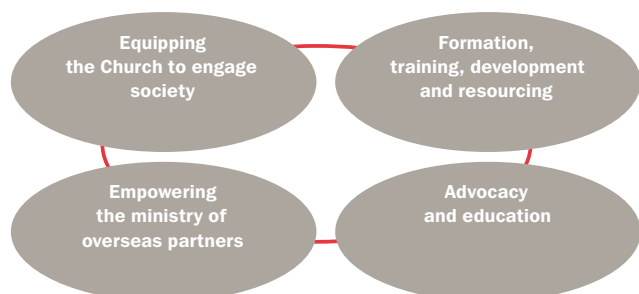 Equipping
the Church to engage
society
Formation,
training, development
and resourcing
Empowering
the ministry of
overseas partners
Advocacy
and education